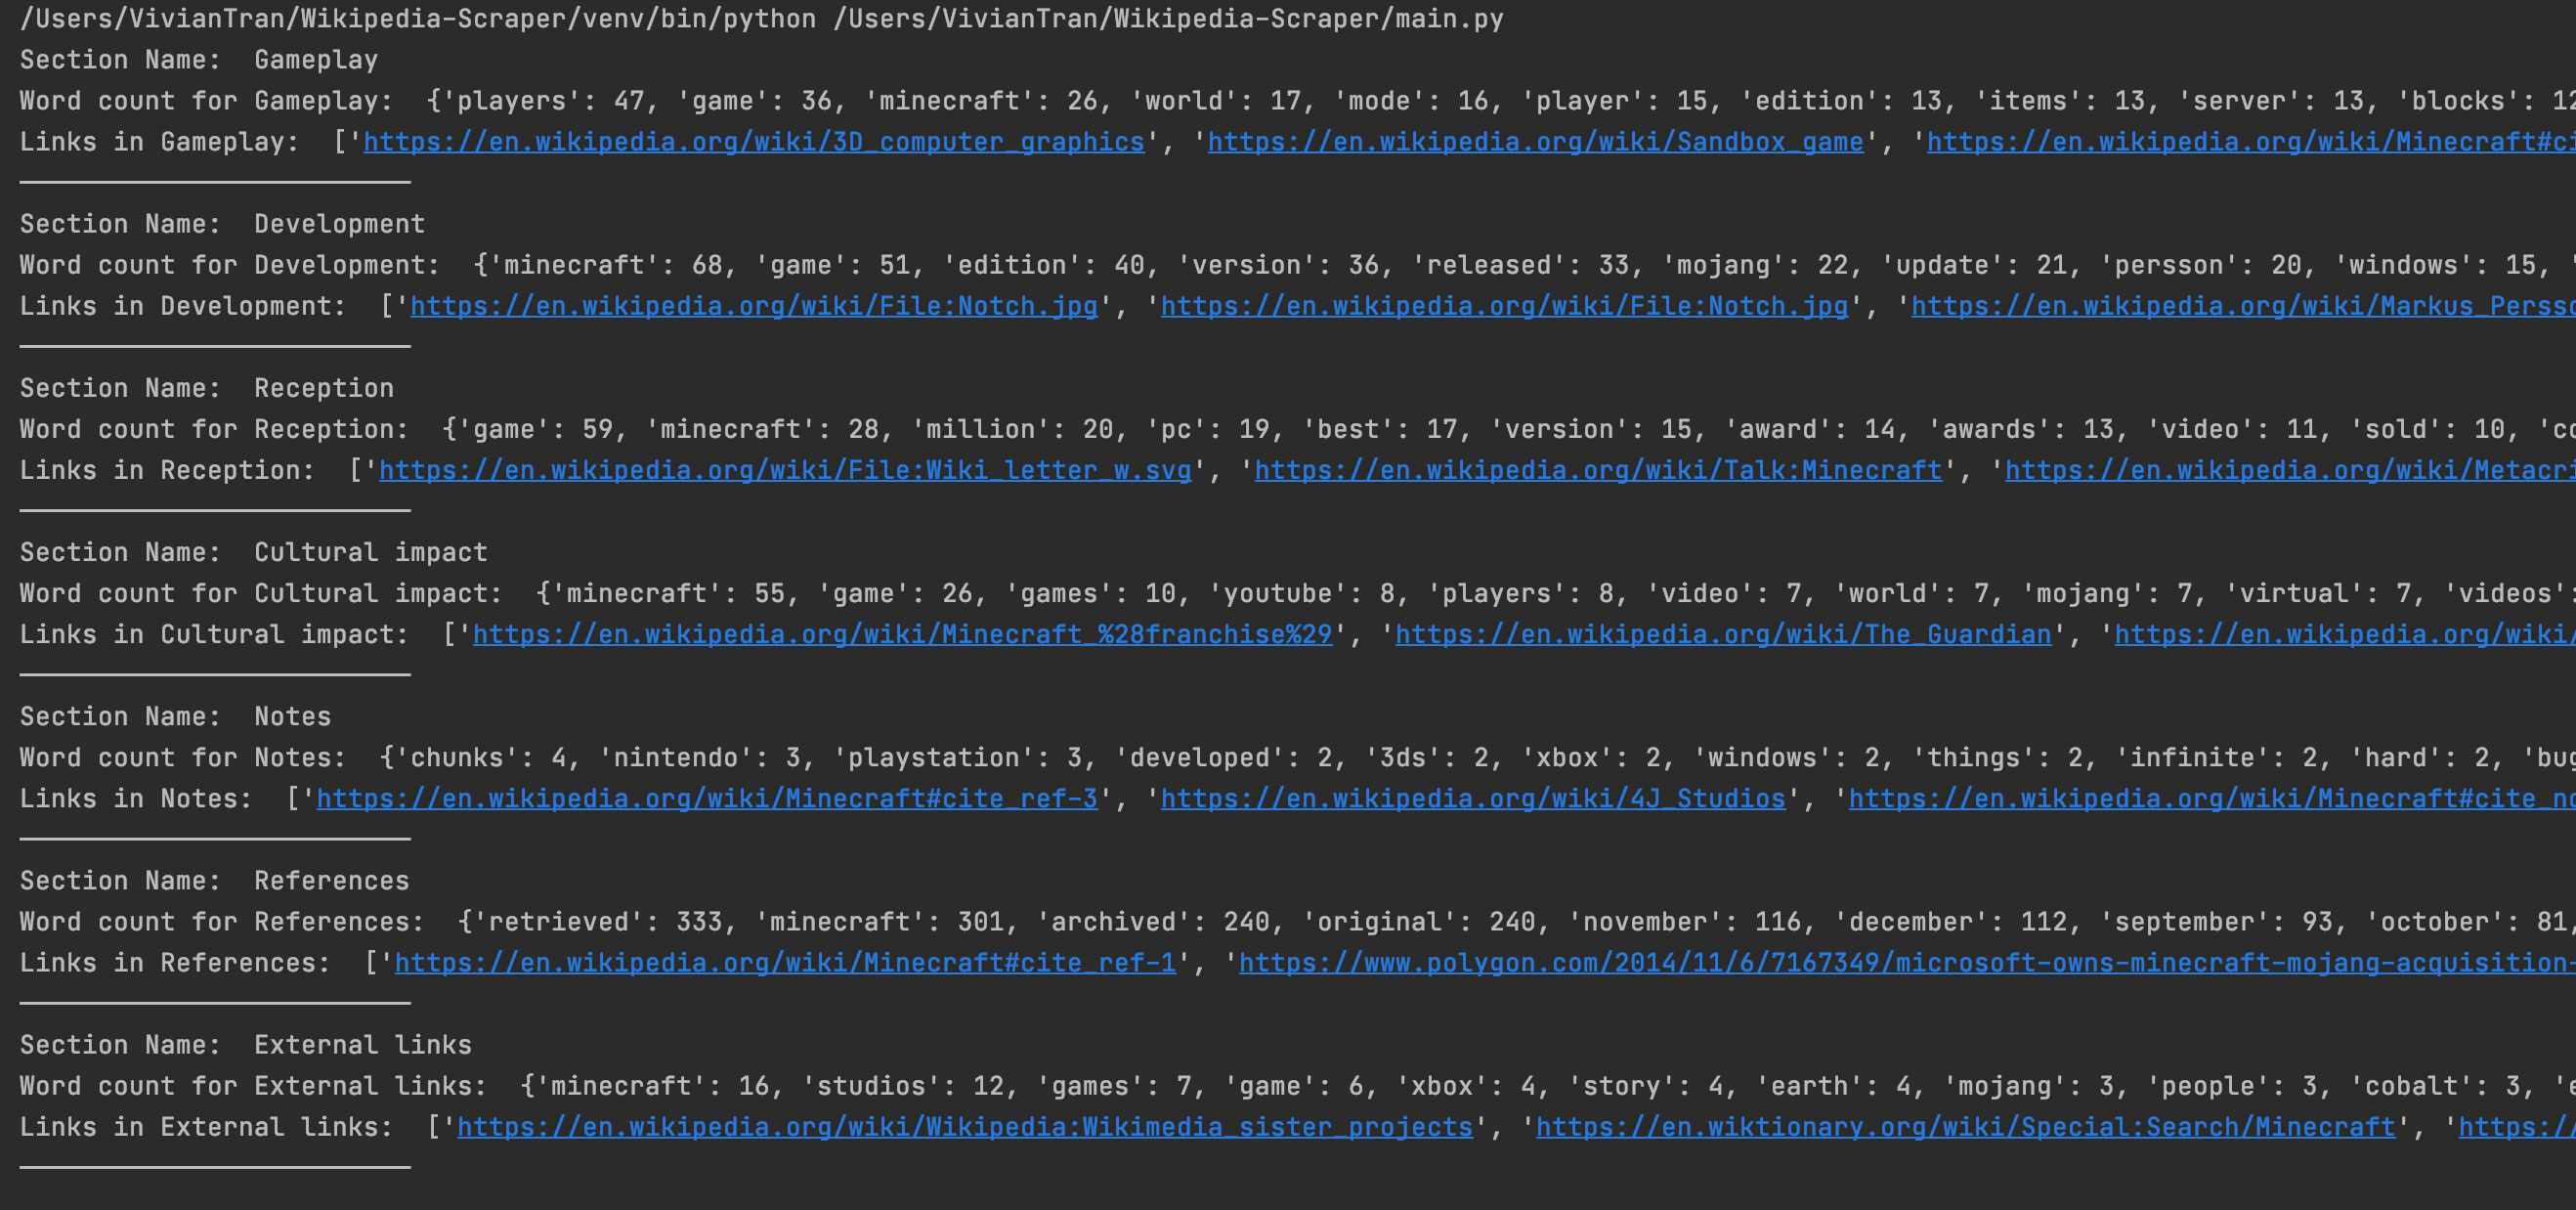 /Users/VivianTran/Wikipedia-Scraper/venv/bin/python /Users/VivianTran/Wikipedia-Scraper/main.py
Section Name:  Gameplay
Word count for Gameplay:  {'players': 47, 'game': 36, 'minecraft': 26, 'world': 17, 'mode': 16, 'player': 15, 'edition': 13, 'items': 13, 'server': 13, 'blocks': 12
Links in Gameplay:  ['https://en.wikipedia.org/wiki/3D_computer_graphics', 'https://en.wikipedia.org/wiki/Sandbox_game', 'https://en.wikipedia.org/wiki/Minecraft#ci
Section Name:  Development
Word count for Development:  {'minecraft': 68, 'game': 51, 'edition': 40, 'version': 36, 'released': 33, 'mojang': 22, 'update': 21, 'persson': 20, 'windows': 15, '
Links in Development:  ['https://en.wikipedia.org/wiki/File:Notch.jpg', 'https://en.wikipedia.org/wiki/File:Notch.jpg', 'https://en.wikipedia.org/wiki/Markus_Persso
Section Name:  Reception
Word count for Reception:  {'game': 59, 'minecraft': 28, 'million': 20, 'pc': 19, 'best': 17, 'version': 15, 'award': 14, 'awards': 13, 'video': 11, 'sold': 10, 'co
Links in Reception:  ['https://en.wikipedia.org/wiki/File:Wiki_letter_w.svg', 'https://en.wikipedia.org/wiki/Talk:Minecraft', 'https://en.wikipedia.org/wiki/Metacri
Section Name:  Cultural impact
Word count for Cultural impact:  {'minecraft': 55, 'game': 26, 'games': 10, 'youtube': 8, 'players': 8, 'video': 7, 'world': 7, 'mojang': 7, 'virtual': 7, 'videos':
Links in Cultural impact:  ['https://en.wikipedia.org/wiki/Minecraft_%28franchise%29', 'https://en.wikipedia.org/wiki/The_Guardian', 'https://en.wikipedia.org/wiki/
Section Name:  Notes
Word count for Notes:  {'chunks': 4, 'nintendo': 3, 'playstation': 3, 'developed': 2, '3ds': 2, 'xbox': 2, 'windows': 2, 'things': 2, 'infinite': 2, 'hard': 2, 'bug
Links in Notes:  ['https://en.wikipedia.org/wiki/Minecraft#cite_ref-3', 'https://en.wikipedia.org/wiki/4J_Studios', 'https://en.wikipedia.org/wiki/Minecraft#cite_no
Section Name:  References
Word count for References:  {'retrieved': 333, 'minecraft': 301, 'archived': 240, 'original': 240, 'november': 116, 'december': 112, 'september': 93, 'october': 81,
Links in References:  ['https://en.wikipedia.org/wiki/Minecraft#cite_ref-1', 'https://www.polygon.com/2014/11/6/7167349/microsoft-owns-minecraft-mojang-acquisition-
Section Name:  External links
Word count for External links:  {'minecraft': 16, 'studios': 12, 'games': 7, 'game': 6, 'xbox': 4, 'story': 4, 'earth': 4, 'mojang': 3, 'people': 3, 'cobalt': 3, 'e
Links in External links:  ['https://en.wikipedia.org/wiki/Wikipedia:Wikimedia_sister_projects', 'https://en.wiktionary.org/wiki/Special:Search/Minecraft', 'https://